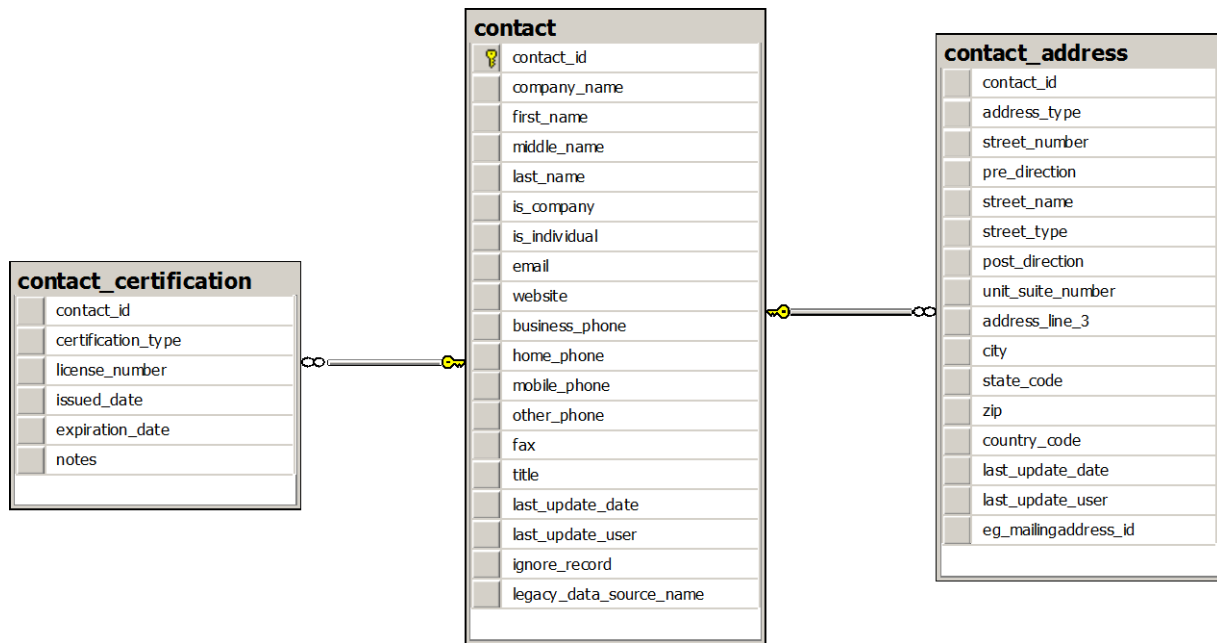 contact
contact_id
company_name
first_name
middle_name
last_name
is_company
is_individual
email
website
business_phone
home_phone
mobile_phone
other_phone
fax
title
last_update_date
last_update_user
ignore_record
legacy_data_source_name
contact_address
contact_id
address_type
street_number
pre_direction
street_name
street_type
post_direction
unit_suite_number
address_line_3
city
state_code
zip
country_code
last_update_date
last_update_user
eg_mailingaddress_id
contact_certification
contact_id
certification_type
license_number
issued_date
expiration_date
notes